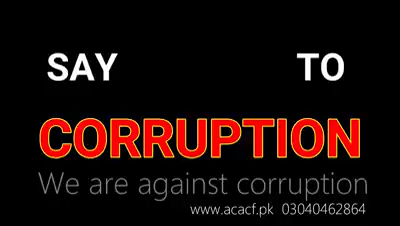 SAY TO
CORRUPTION
We are against corruption
www.acacf.pk 03040462864